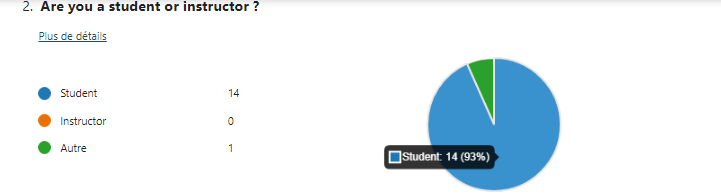 2. Are you a student or instructor ?
Plus de détails
Student 14
Instructor 0
Autre 1
Student: 14 (93%)